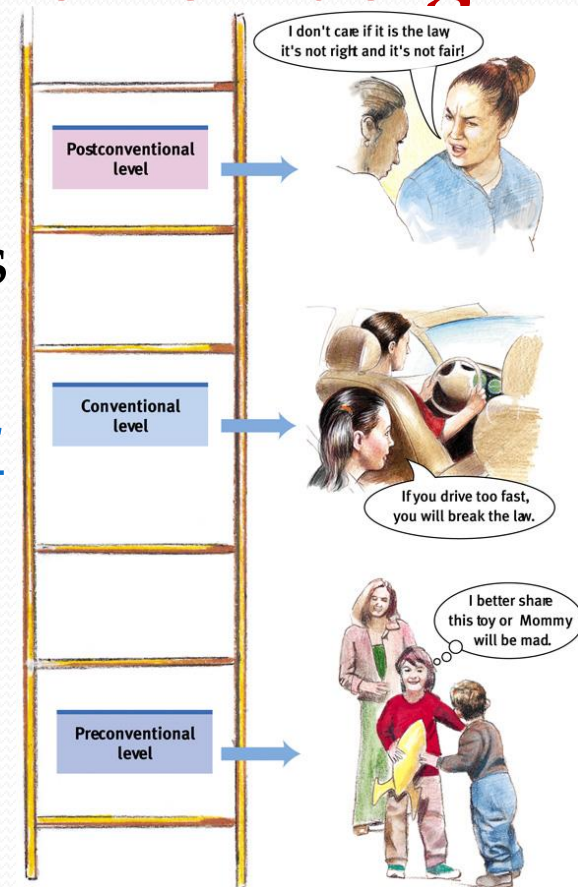 I don't care if it is the law
it's not right and it's not fair!
Postconventional
level
Conventional
level
If you drive too fast,
you will break the law.
I better share
this toy or Mommy
will be mad.
Preconventional
level